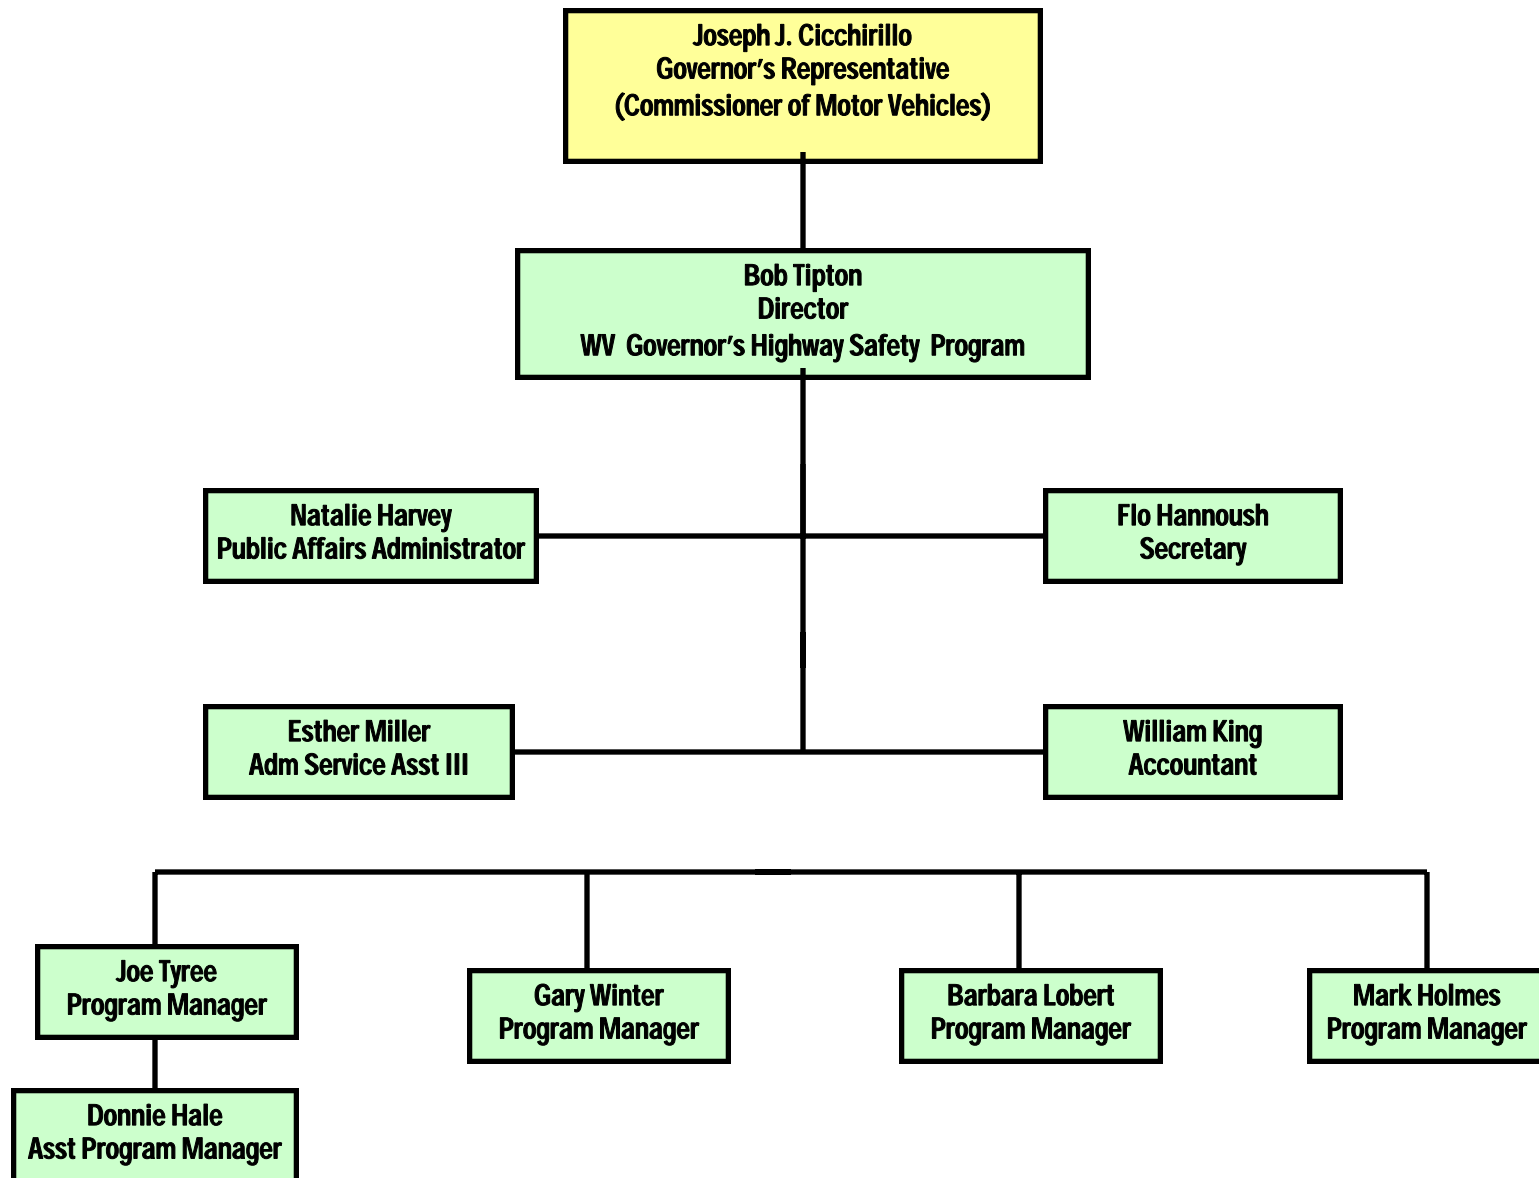 Joseph J. Cicchirillo
Governor's Representative
(Commissioner of Motor Vehicles)
Bob Tipton
Director
WV Governor's Highway Safety Program
Natalie Harvey
Public Affairs Administrator
Flo Hannoush
Secretary
Esther Miller
Adm Service Asst III
William King
Accountant
Joe Tyree
Program Manager
Gary Winter
Program Manager
Barbara Lobert
Program Manager
Mark Holmes
Program Manager
Donnie Hale
Asst Program Manager